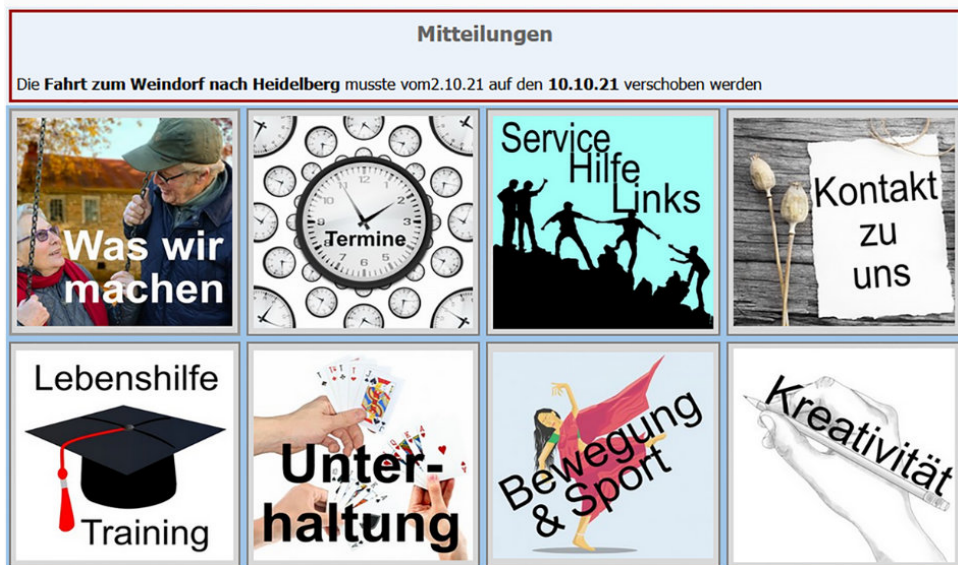 Mitteilungen
Die Fahrt zum Weindorf nach Heidelberg musste vom2.10.21 auf den 10.10.21 verschoben werden
Was wir
machen
Termine
Service
Hilfe
Links
Kontakt
zu
uns
Lebenshilfe
Training
Unter-
haltung
Bewegung
& Sport
Kreativität